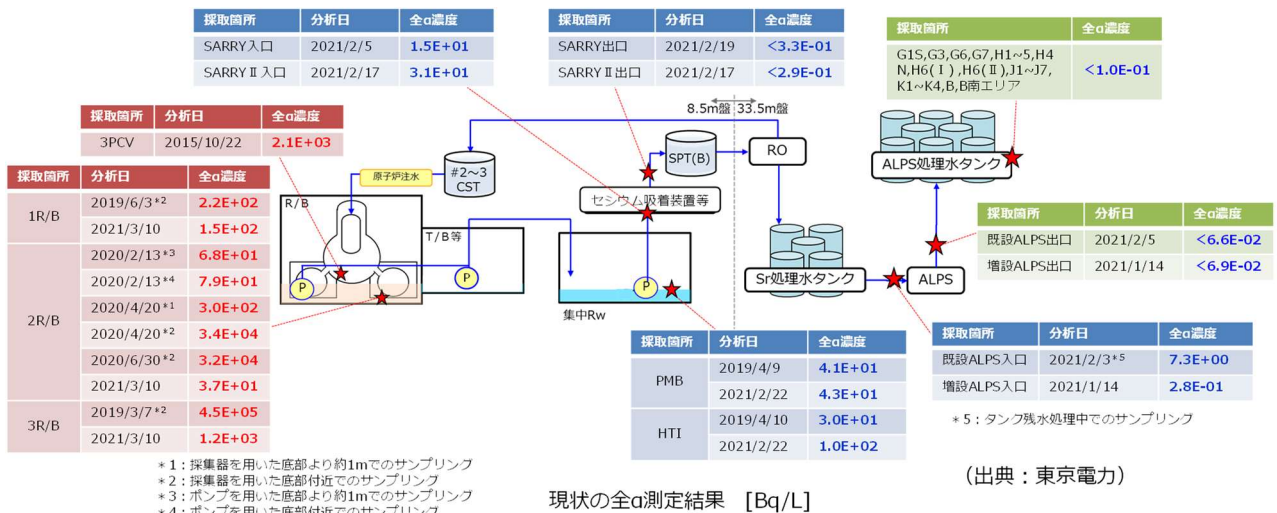 採取箇所 分析日 全α濃度
SARRY入口 2021/2/5 1.5E+01
SARRYⅡ入口 2021/2/17 3.1E+01
採取箇所 分析日 全α濃度
SARRY出口 2021/2/19 <3.3E-01
SARRYⅡ出口 2021/2/17 <2.9E-01
採取箇所 全α濃度
G1S,G3,G6,G7,H1~5,H4
N,H6(Ⅰ),H6(Ⅱ),J1~J7,
K1~K4,B,B南エリア
<1.0E-01
採取箇所 分析日 全α濃度
3PCV 2015/10/22 2.1E+03
採取箇所 分析日 全α濃度
1R/B 2019/6/3*2 2.2E+02
2021/3/10 1.5E+02
2R/B 2020/2/13*3 6.8E+01
2020/2/13*4 7.9E+01
2020/4/20*1 3.0E+02
2020/4/20*2 3.4E+04
2020/6/30*2 3.2E+04
2021/3/10 3.7E+01
3R/B 2019/3/7*2 4.5E+05
2021/3/10 1.2E+03
8.5m盤 33.5m盤
原子炉注水
#2~3
CST
SPT(B)
RO
セシウム吸着装置等
R/B
T/B等
P
P
P
集中Rw
Sr処理水タンク
ALPS
ALPS処理水タンク
採取箇所 分析日 全α濃度
既設ALPS出口 2021/2/5 <6.6E-02
増設ALPS出口 2021/1/14 <6.9E-02
採取箇所 分析日 全α濃度
PMB 2019/4/9 4.1E+01
2021/2/22 4.3E+01
HTI 2019/4/10 3.0E+01
2021/2/22 1.0E+02
採取箇所 分析日 全α濃度
既設ALPS入口 2021/2/3*5 7.3E+00
増設ALPS入口 2021/1/14 2.8E-01
*5：タンク残水処理中でのサンプリング
*1：採集器を用いた底部より約1mでのサンプリング
*2：採集器を用いた底部付近でのサンプリング
*3：ポンプを用いた底部より約1mでのサンプリング
*4：ポンプを用いた底部付近でのサンプリング
現状の全α測定結果 [Bq/L]
（出典：東京電力）